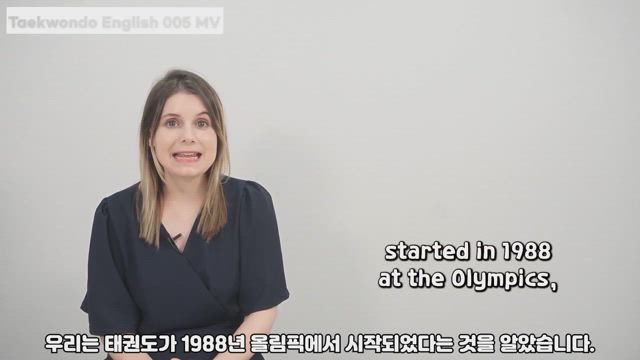 Taekwondo English 005 MV
started in 1988
at the Olympics,
우리는 태권도가 1988년 올림픽에서 시작되었다는 것을 알았습니다.